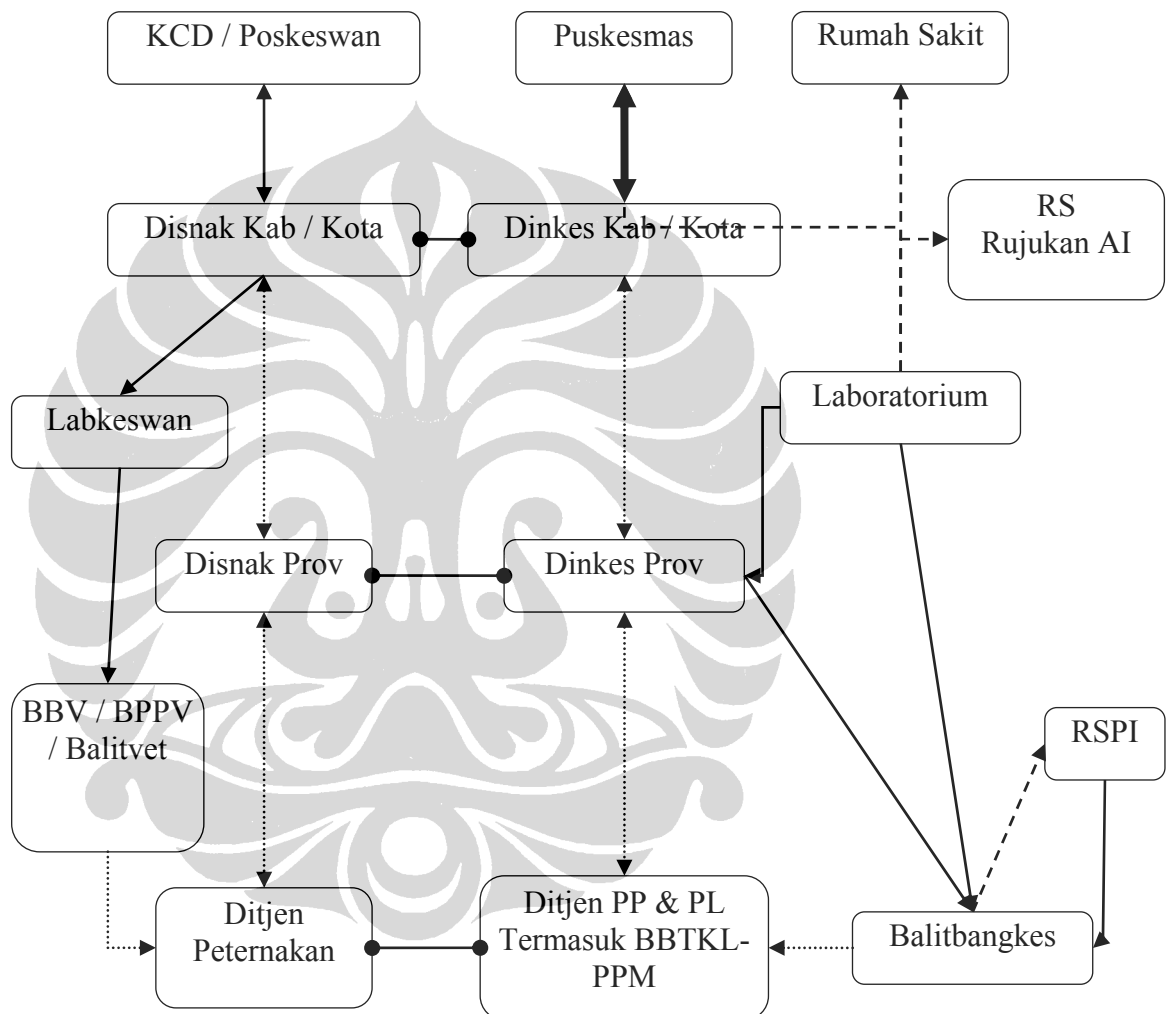 KCD / Poskeswan
Puskesmas
Rumah Sakit
Disnak Kab / Kota
Dinkes Kab / Kota
RS
Rujukan AI
Labkeswan
Laboratorium
Disnak Prov
Dinkes Prov
BBV / BPPV
/ Balitvet
RSPI
Ditjen
Peternakan
Ditjen PP & PL
Termasuk BBTKL-
PPM
Balitbangkes